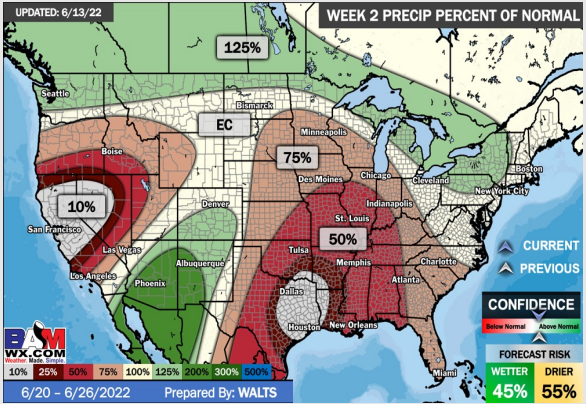 UPDATED: 6/13/22
WEEK 2 PRECIP PERCENT OF NORMAL
125%
Seattle
Bismarck
EC
Minneapolis
Boise
75%
Boston
Chicago
Cleveland
Des Moines
New York City
10%
Denver
Indianapolis
St. Louis
San Francisco
50%
CURRENT
Las Vegas
Tulsa
Memphis
Charlotte
PREVIOUS
Los Angeles
Albuquerque
Atlanta
Phoenix
Dallas
CONFIDENCE
Houston
New Orleans
Below Normal
Above Normal
BAM
WX.COM
Weather. Made. Simple.
FORECAST RISK
Miami
WETTER
DRIER
10% 25% 50% 75% 100% 125% 200% 300% 500%
45%
55%
6/20 – 6/26/2022
Prepared By: WALTS